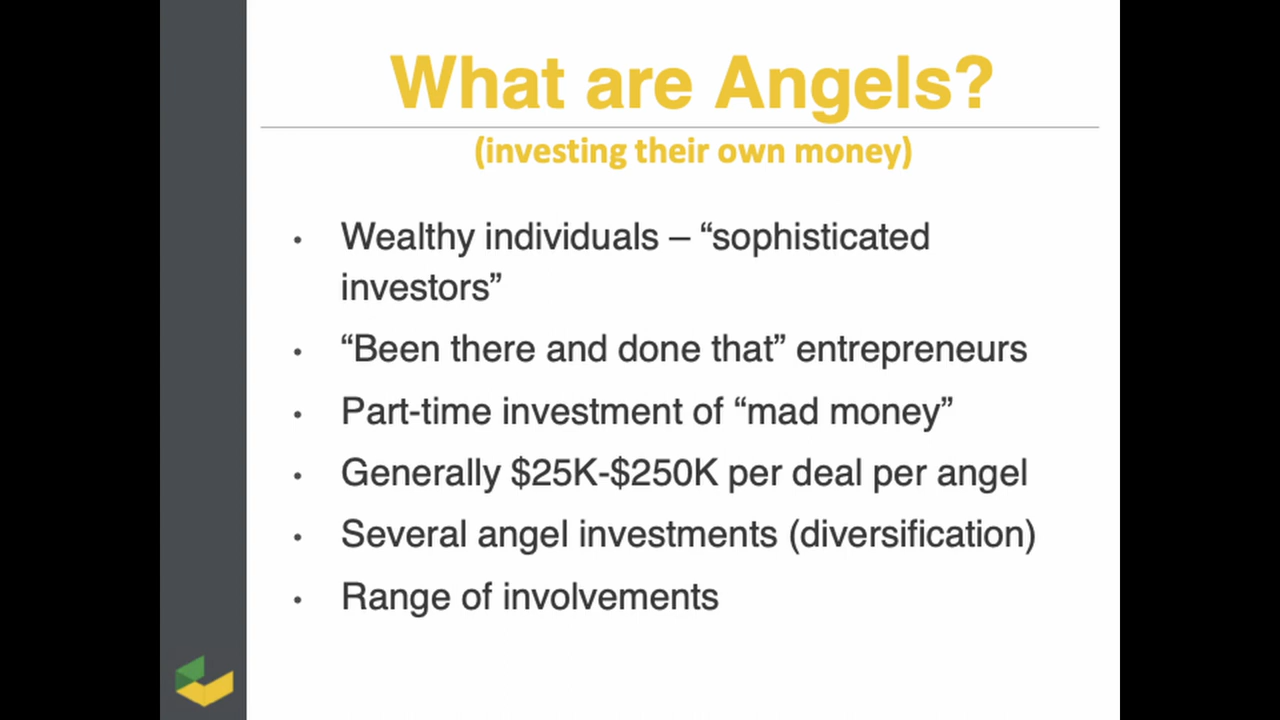 What are Angels?
(investing their own money)
• Wealthy individuals – “sophisticated
investors”
• “Been there and done that” entrepreneurs
• Part-time investment of “mad money”
• Generally $25K-$250K per deal per angel
• Several angel investments (diversification)
• Range of involvements